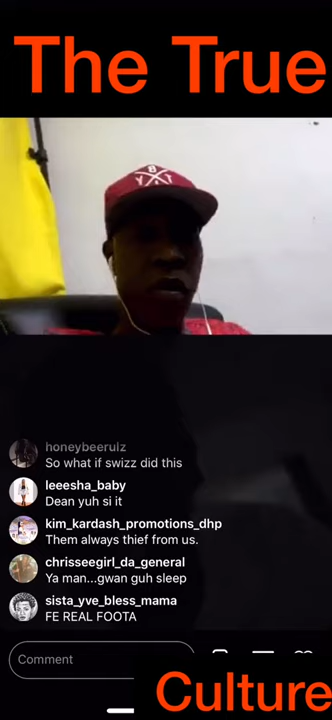 The True
8
Y A T
honeybeerulz
So what if swizz did this
leeesha_baby
Dean yuh si it
kim_kardash_promotions_dhp
Them always thief from us.
chrisseegirl_da_general
Ya man...gwan guh sleep
sista_yve_bless_mama
FE REAL FOOTA
Comment
Culture